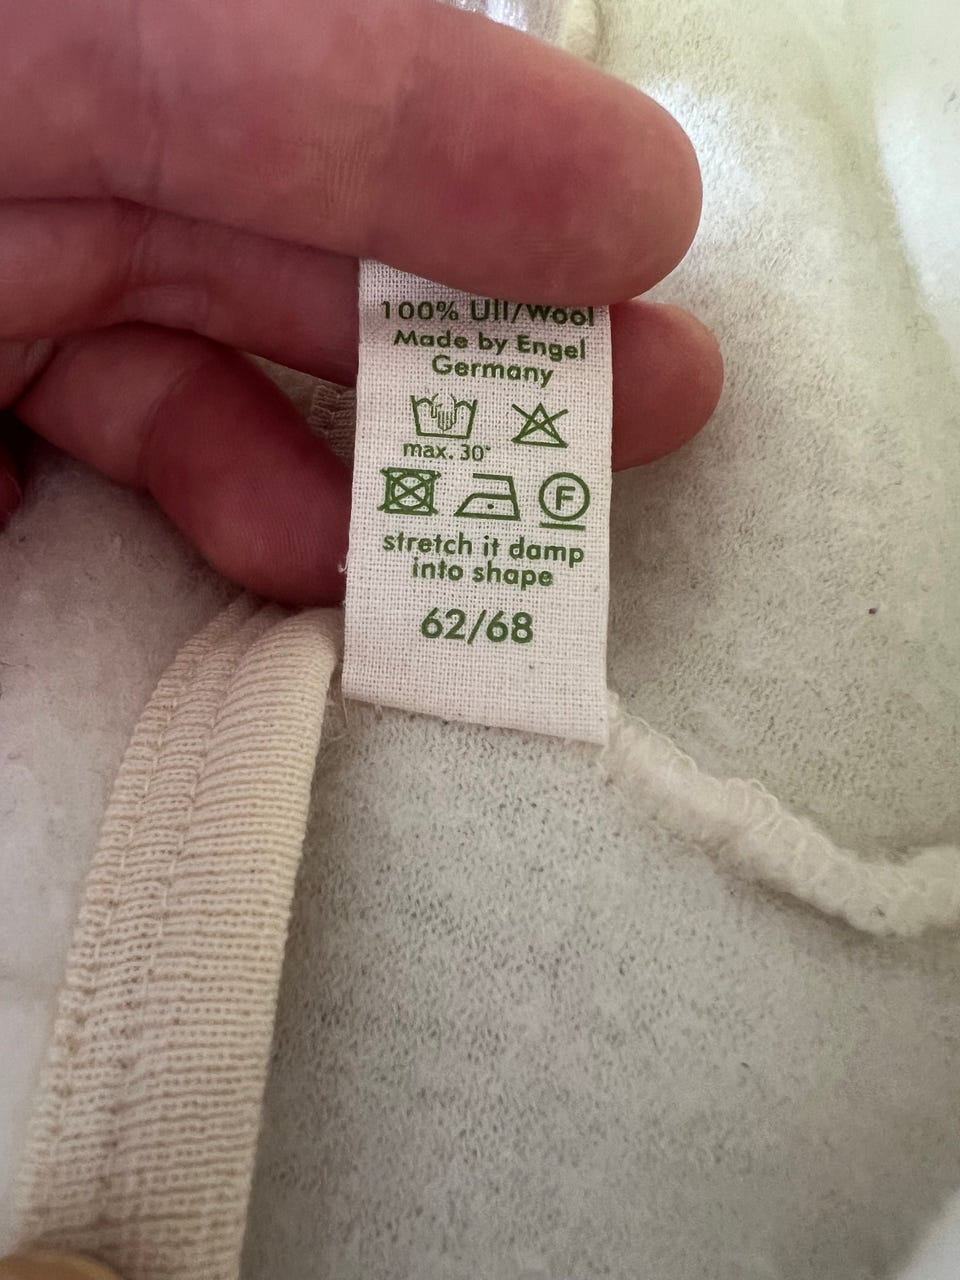 100% Ull/Wool
Made by Engel
Germany
max. 30°
F
stretch it damp
into shape
62/68